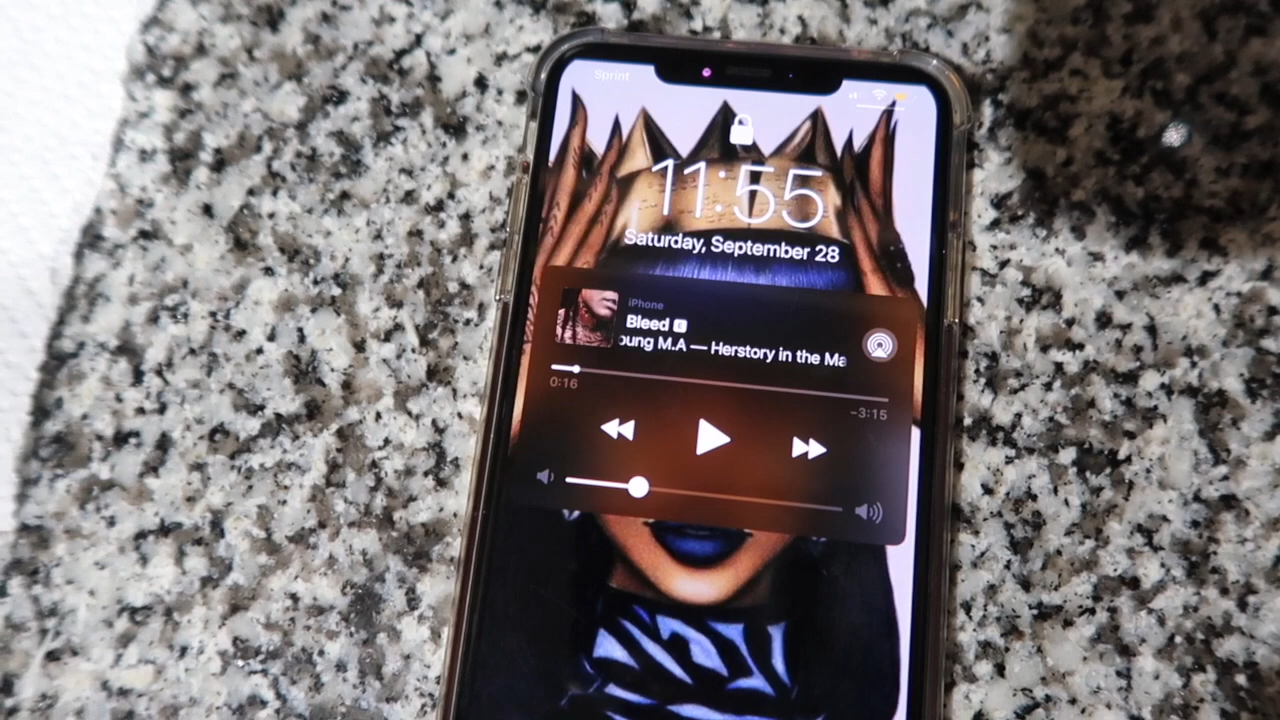 Sprint
11:55
Saturday, September 28
iPhone
Bleed E
oung M.A — Herstory in the Ma
0:16
-3:15